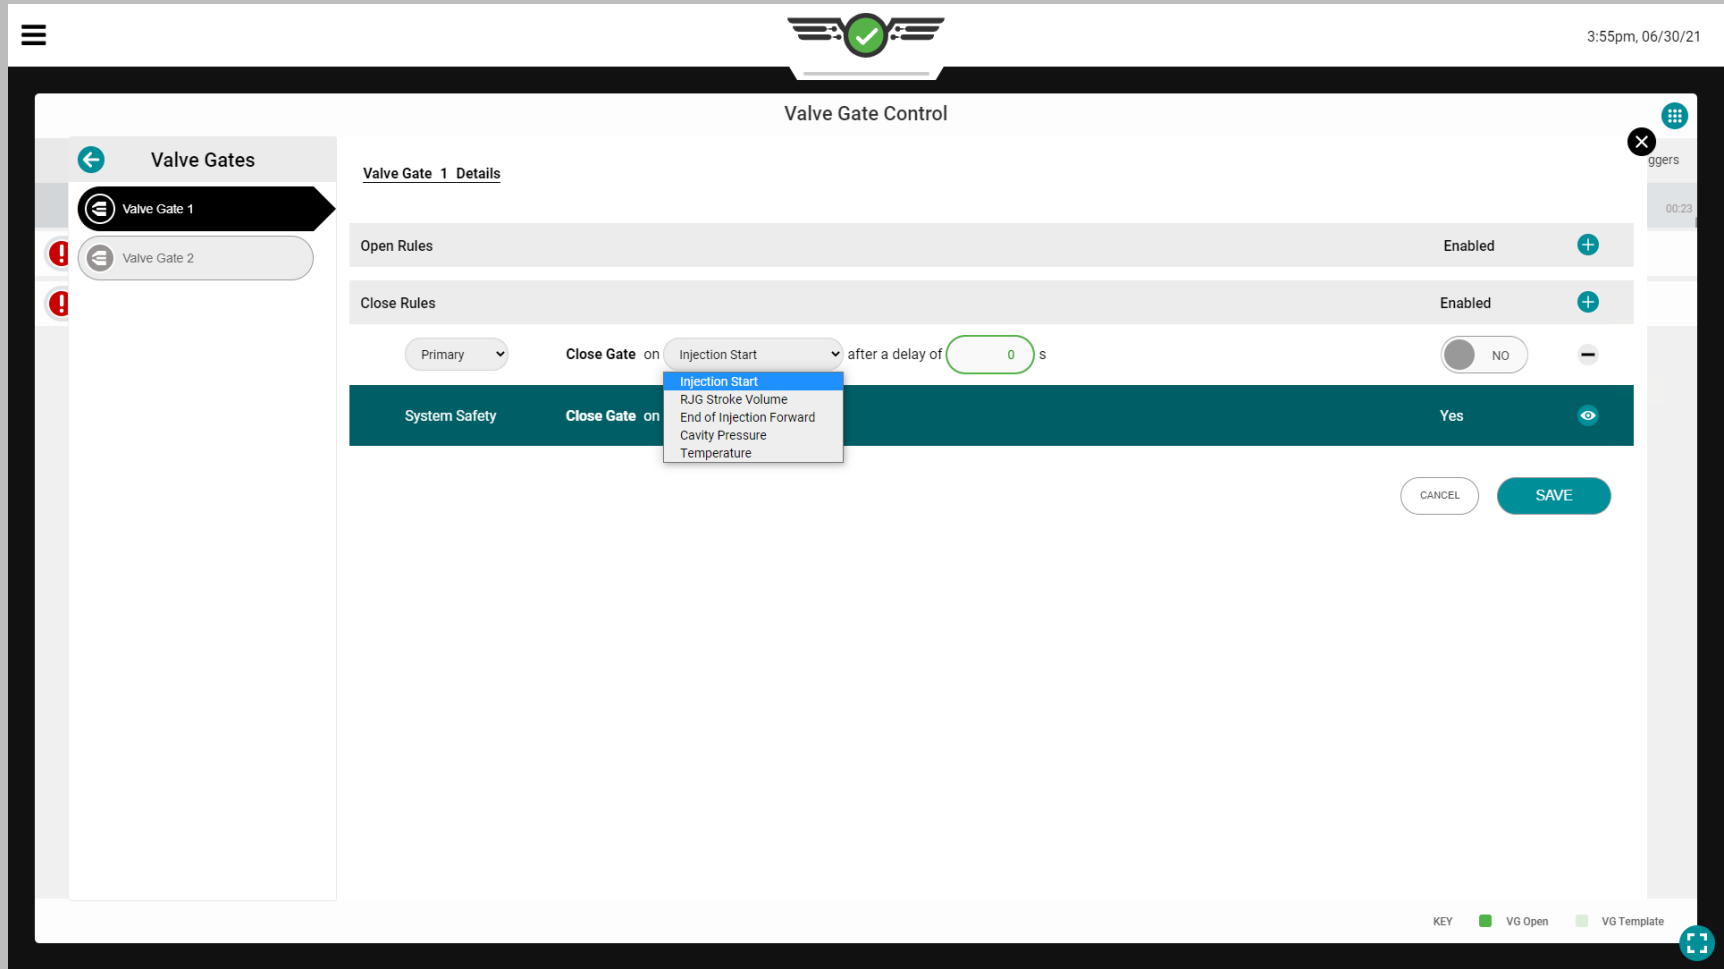 3:55pm, 06/30/21
Valve Gate Control
Valve Gates
ggers
Valve Gate 1 Details
Valve Gate 1
00:23
Open Rules Enabled
Valve Gate 2
Close Rules Enabled
Primary Close Gate on Injection Start after a delay of 0 s NO
Injection Start
RJG Stroke Volume
System Safety Close Gate on Yes
End of Injection Forward
Cavity Pressure
Temperature
CANCEL SAVE
KEY VG Open VG Template